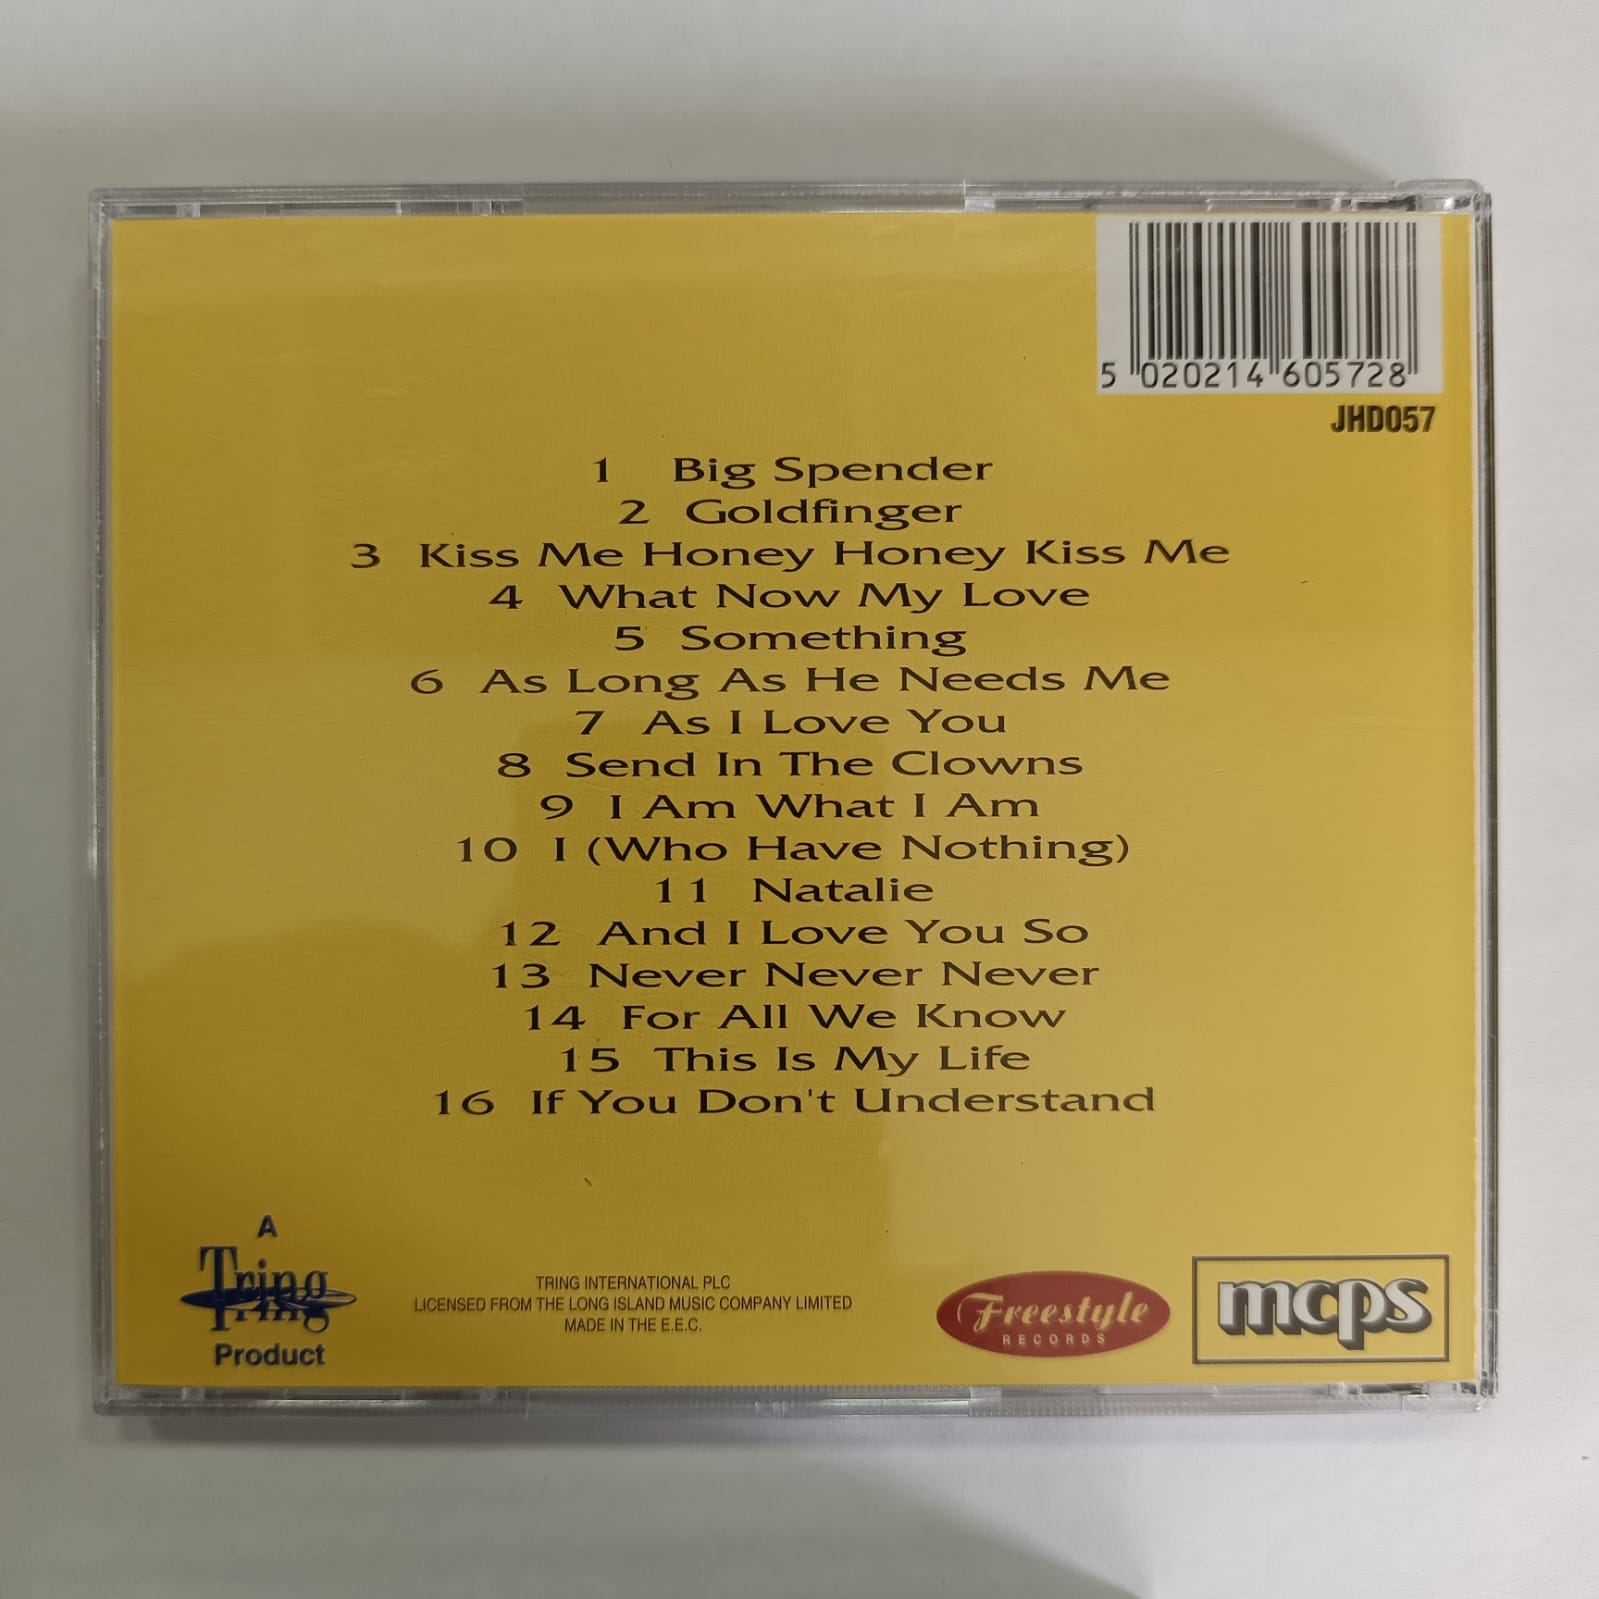 5 020214 605728
JHD057
1 Big Spender
2 Goldfinger
3 Kiss Me Honey Honey Kiss Me
4 What Now My Love
5 Something
6 As Long As He Needs Me
7 As I Love You
8 Send In The Clowns
9 I Am What I Am
10 I (Who Have Nothing)
11 Natalie
12 And I Love You So
13 Never Never Never
14 For All We Know
15 This Is My Life
16 If You Don't Understand
A
Tring
Product
TRING INTERNATIONAL PLC
LICENSED FROM THE LONG ISLAND MUSIC COMPANY LIMITED
MADE IN THE E.E.C.
Freestyle
RECORDS
mcps